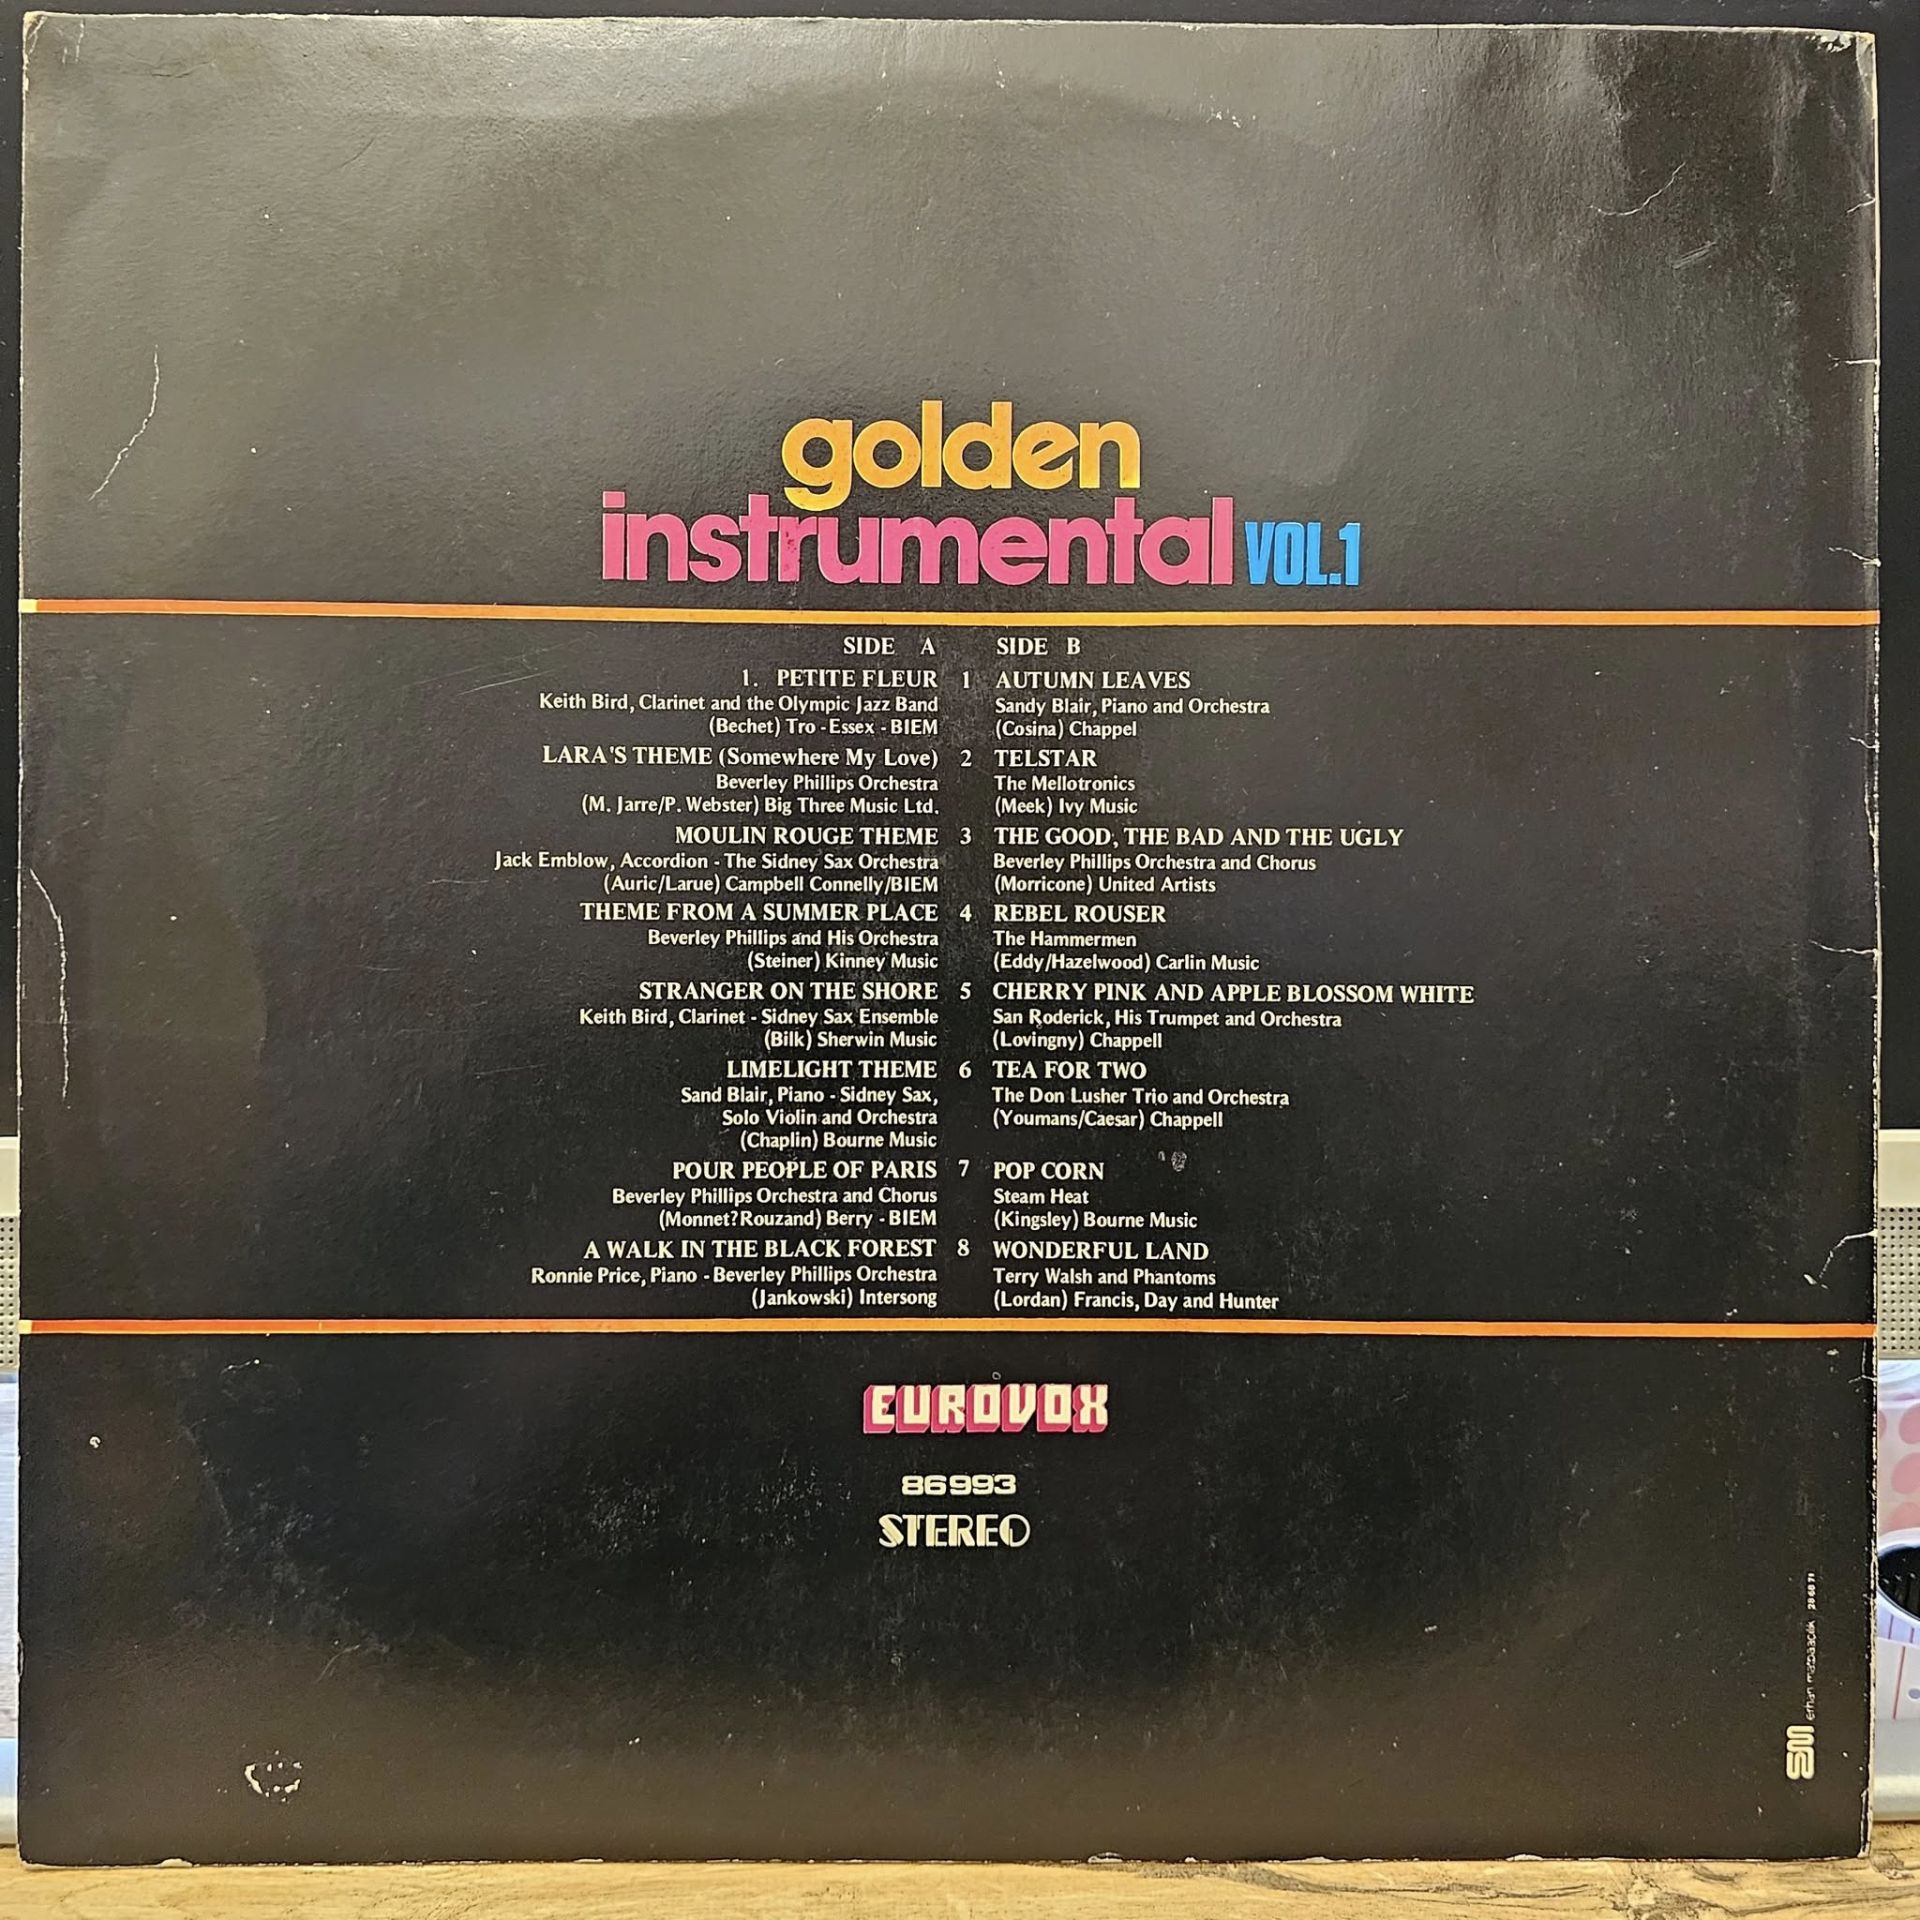 golden
instrumental VOL.1
SIDE A
1. PETITE FLEUR
Keith Bird, Clarinet and the Olympic Jazz Band
(Bechet) Tro - Essex - BIEM
LARA'S THEME (Somewhere My Love)
Beverley Phillips Orchestra
(M. Jarre/P. Webster) Big Three Music Ltd.
MOULIN ROUGE THEME
Jack Emblow, Accordion - The Sidney Sax Orchestra
(Auric/Larue) Campbell Connelly/BIEM
THEME FROM A SUMMER PLACE
Beverley Phillips and His Orchestra
(Steiner) Kinney Music
STRANGER ON THE SHORE
Keith Bird, Clarinet - Sidney Sax Ensemble
(Bilk) Sherwin Music
LIMELIGHT THEME
Sand Blair, Piano - Sidney Sax,
Solo Violin and Orchestra
(Chaplin) Bourne Music
POUR PEOPLE OF PARIS
Beverley Phillips Orchestra and Chorus
(Monnet?Rouzand) Berry - BIEM
A WALK IN THE BLACK FOREST
Ronnie Price, Piano - Beverley Phillips Orchestra
(Jankowski) Intersong
SIDE B
1 AUTUMN LEAVES
Sandy Blair, Piano and Orchestra
(Cosina) Chappel
2 TELSTAR
The Mellotronics
(Meek) Ivy Music
3 THE GOOD, THE BAD AND THE UGLY
Beverley Phillips Orchestra and Chorus
(Morricone) United Artists
4 REBEL ROUSER
The Hammermen
(Eddy/Hazelwood) Carlin Music
5 CHERRY PINK AND APPLE BLOSSOM WHITE
San Roderick, His Trumpet and Orchestra
(Lovingny) Chappell
6 TEA FOR TWO
The Don Lusher Trio and Orchestra
(Youmans/Caesar) Chappell
7 POP CORN
Steam Heat
(Kingsley) Bourne Music
8 WONDERFUL LAND
Terry Walsh and Phantoms
(Lordan) Francis, Day and Hunter
EUROVOX
86993
STEREO
erhan matbaacılık 28 68 71